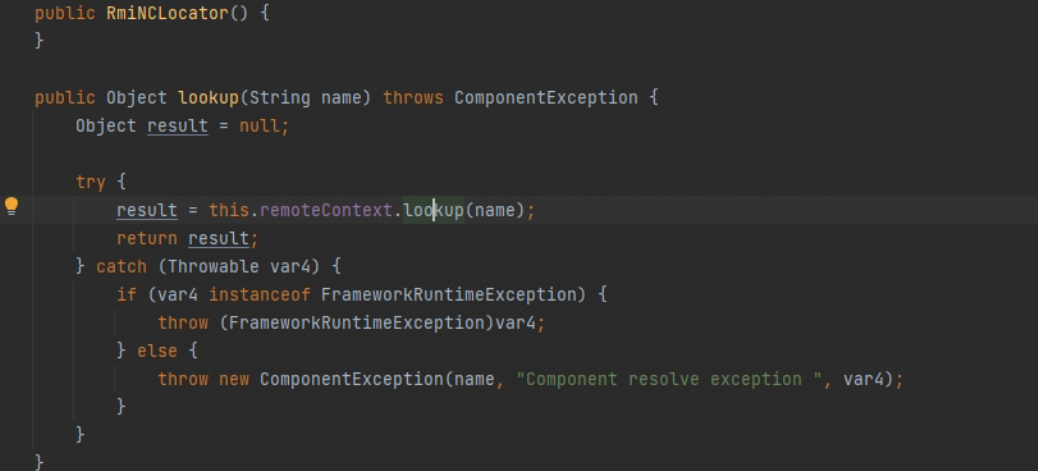 public RmiNCLocator() {
}
public Object lookup(String name) throws ComponentException {
Object result = null;
try {
result = this.remoteContext.lookup(name);
return result;
} catch (Throwable var4) {
if (var4 instanceof FrameworkRuntimeException) {
throw (FrameworkRuntimeException)var4;
} else {
throw new ComponentException(name, "Component resolve exception ", var4);
}
}
}